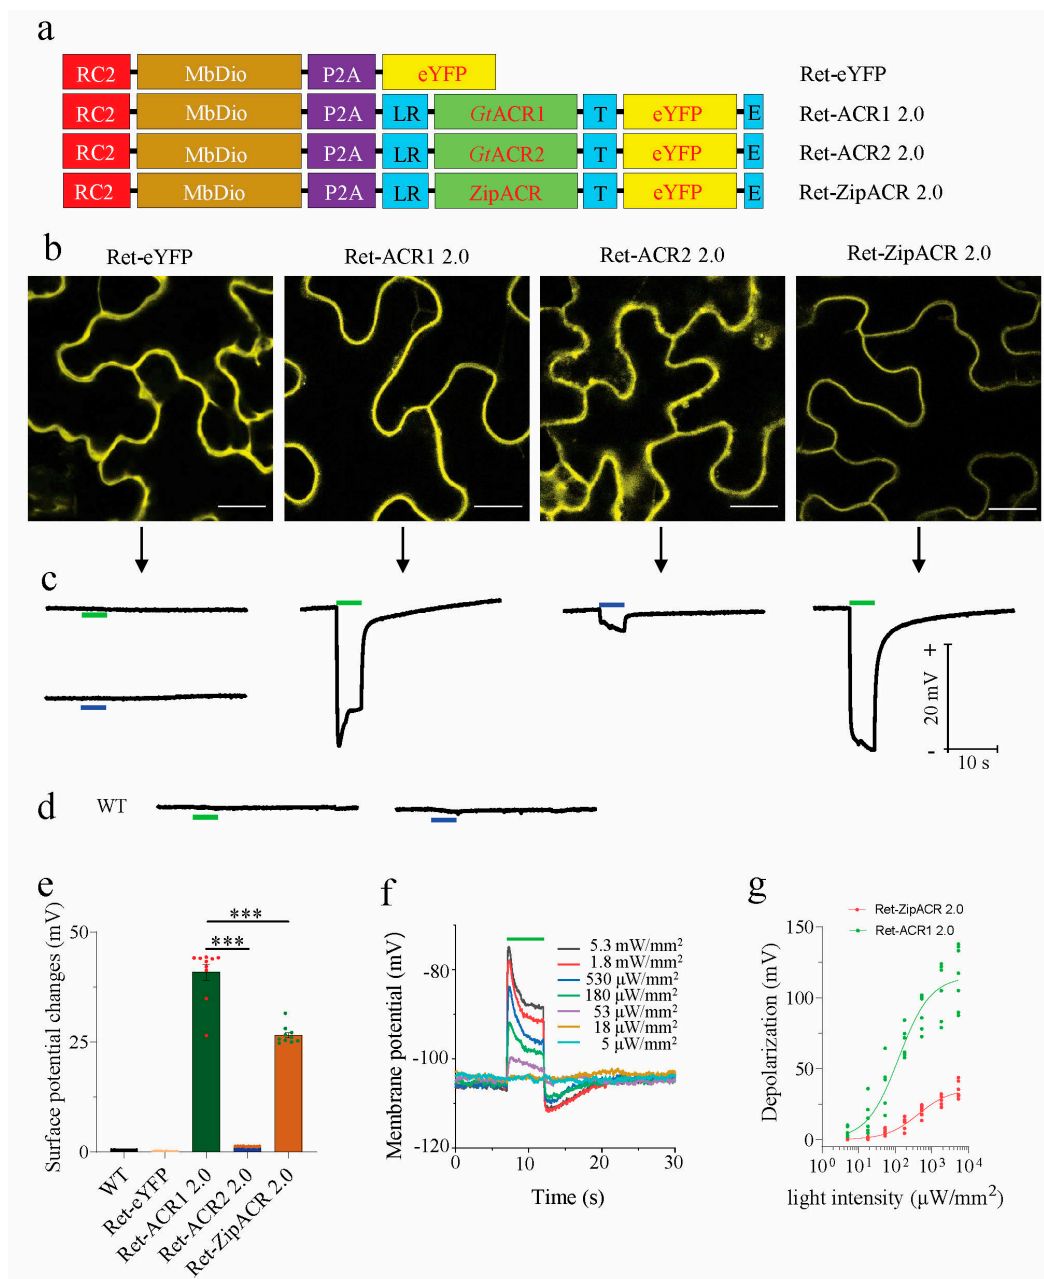 a
RC2 MbDio P2A eYFP Ret-eYFP
RC2 MbDio P2A LR GtACR1 T eYFP E Ret-ACR1 2.0
RC2 MbDio P2A LR GtACR2 T eYFP E Ret-ACR2 2.0
RC2 MbDio P2A LR ZipACR T eYFP E Ret-ZipACR 2.0
b
Ret-eYFP Ret-ACR1 2.0 Ret-ACR2 2.0 Ret-ZipACR 2.0
c
+
20 mV
-
10 s
d WT
e
Surface potential changes (mV)
50
25
0
***
***
WT
Ret-eYFP
Ret-ACR1 2.0
Ret-ACR2 2.0
Ret-ZipACR 2.0
f
Membrane potential (mV)
-80
-100
-120
5.3 mW/mm²
1.8 mW/mm²
530 μW/mm²
180 μW/mm²
53 μW/mm²
18 μW/mm²
5 μW/mm²
0 10 20 30
Time (s)
g
Ret-ZipACR 2.0
Ret-ACR1 2.0
Depolarization (mV)
150
100
50
0
10⁰ 10¹ 10² 10³ 10⁴
light intensity (μW/mm²)